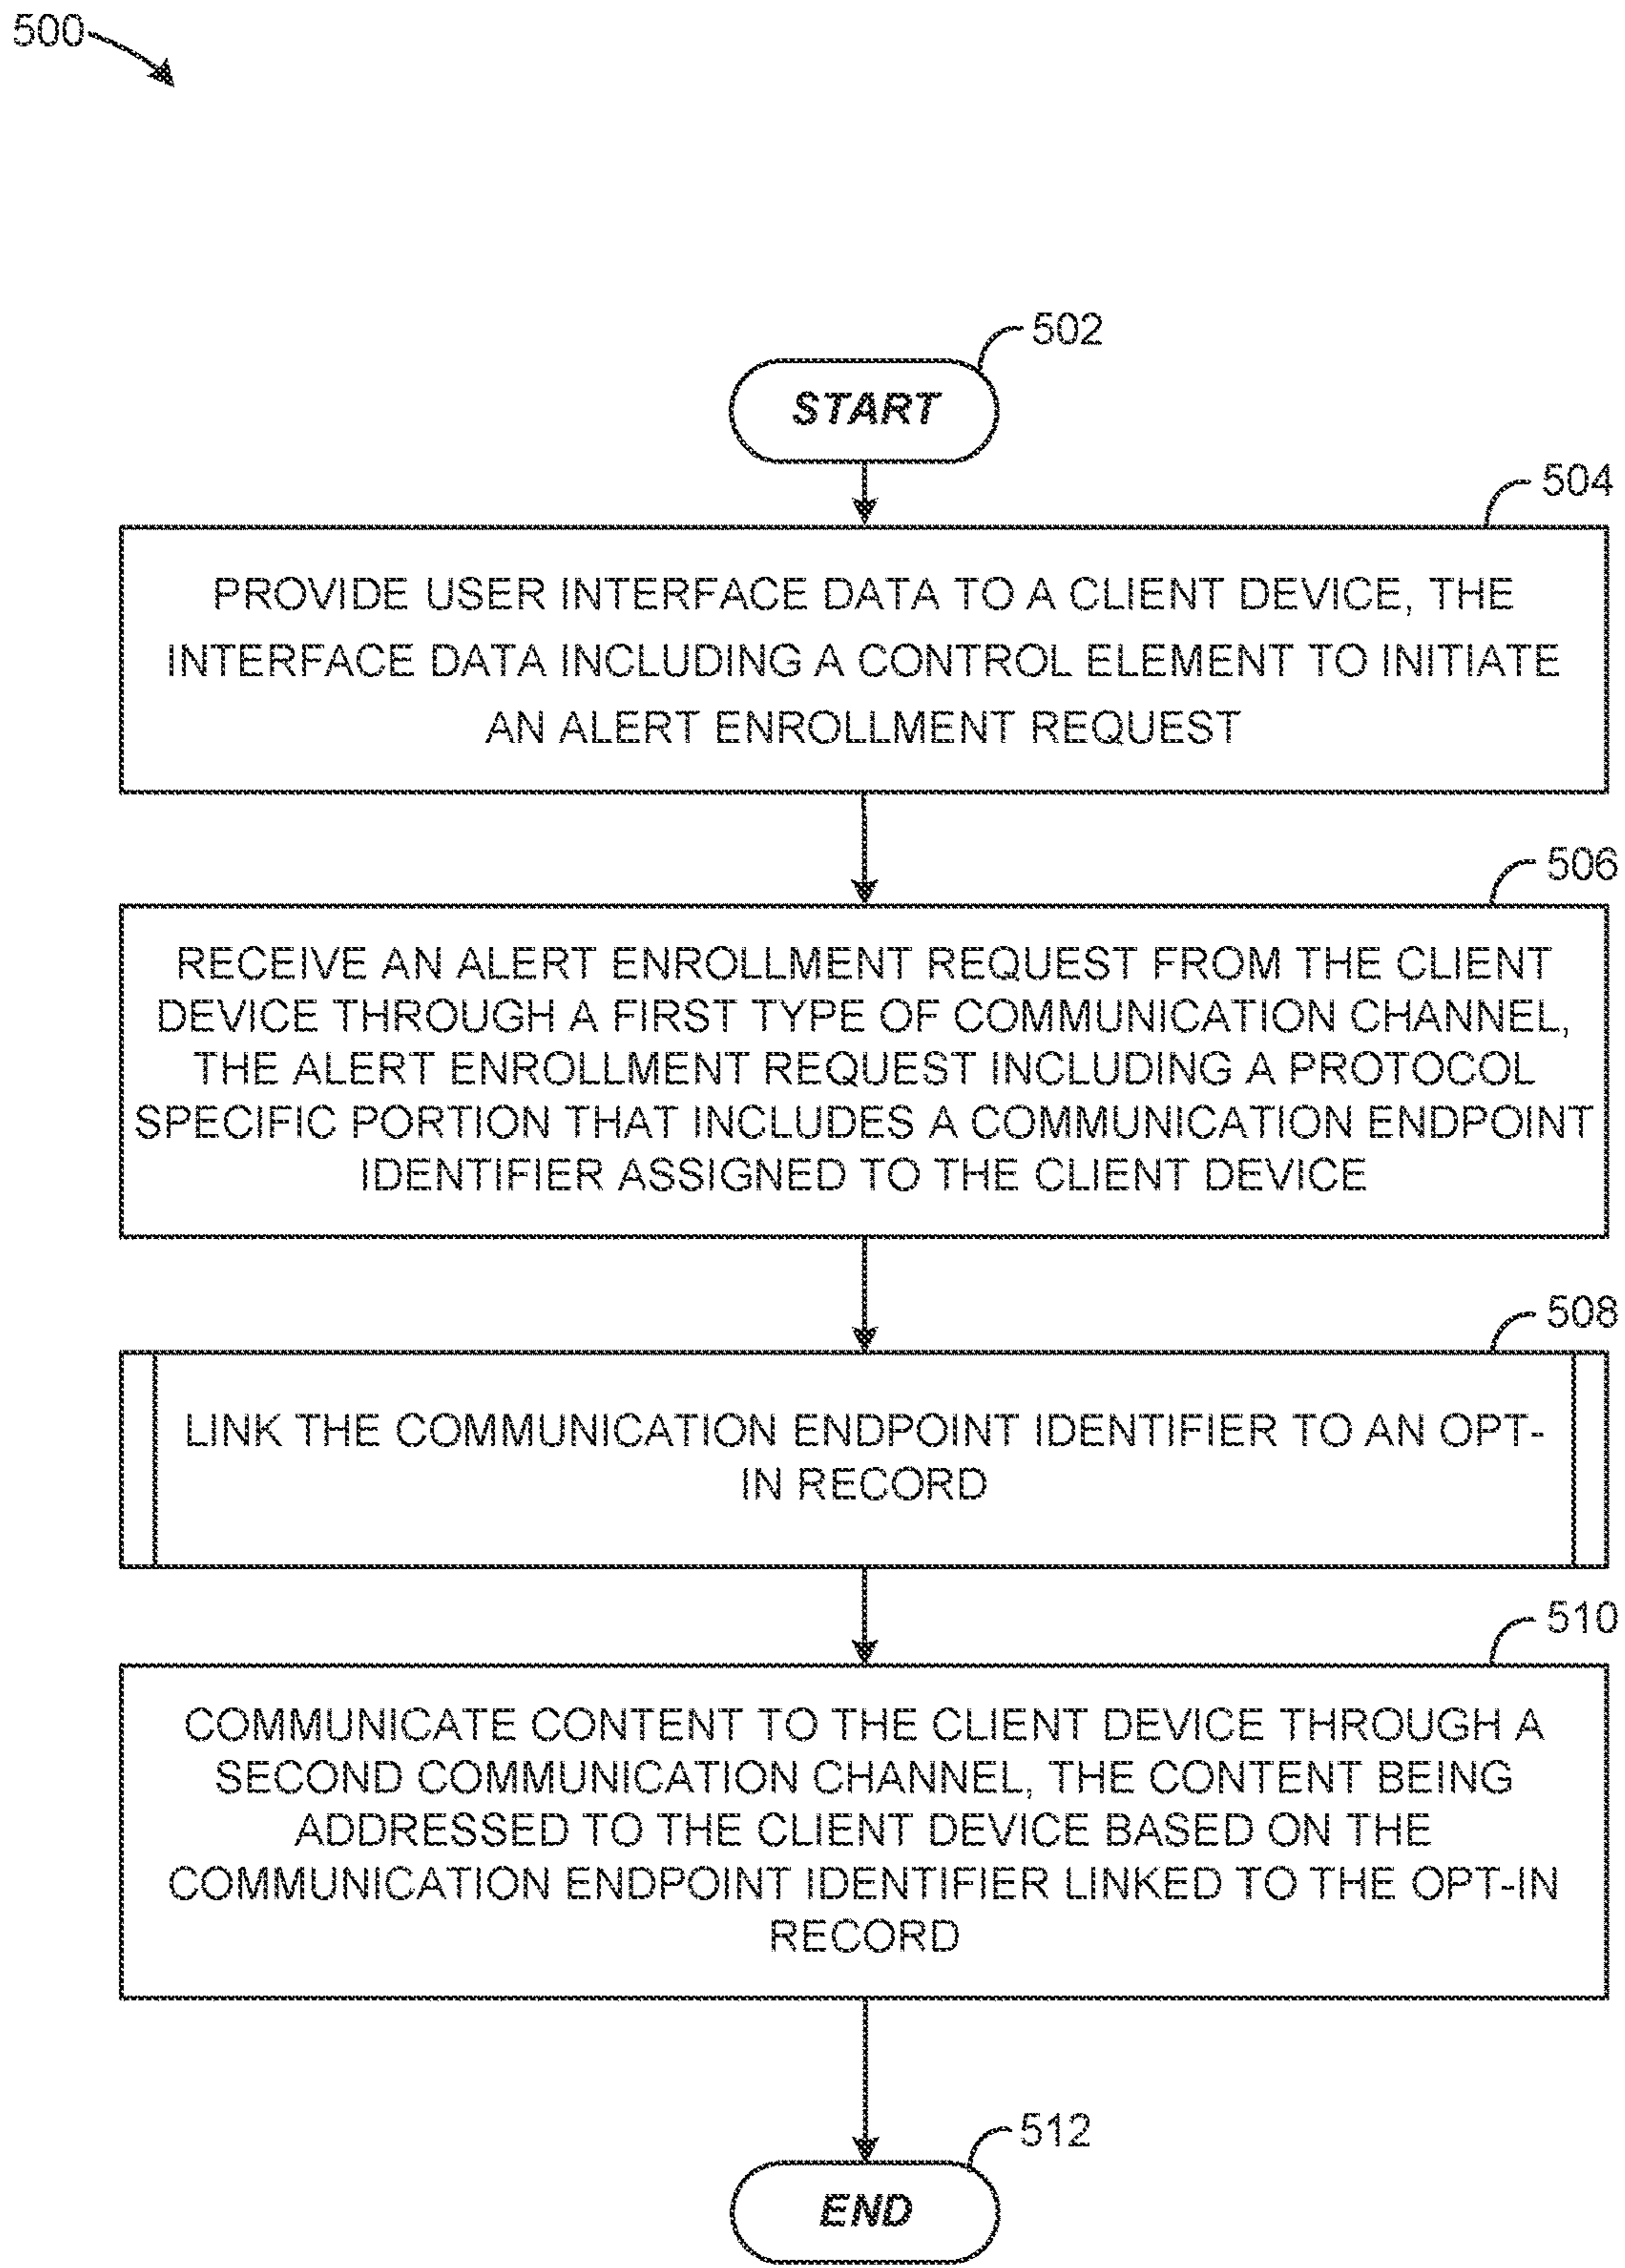 500
502
START
504
PROVIDE USER INTERFACE DATA TO A CLIENT DEVICE, THE
INTERFACE DATA INCLUDING A CONTROL ELEMENT TO INITIATE
AN ALERT ENROLLMENT REQUEST
506
RECEIVE AN ALERT ENROLLMENT REQUEST FROM THE CLIENT
DEVICE THROUGH A FIRST TYPE OF COMMUNICATION CHANNEL,
THE ALERT ENROLLMENT REQUEST INCLUDING A PROTOCOL
SPECIFIC PORTION THAT INCLUDES A COMMUNICATION ENDPOINT
IDENTIFIER ASSIGNED TO THE CLIENT DEVICE
508
LINK THE COMMUNICATION ENDPOINT IDENTIFIER TO AN OPT-
IN RECORD
510
COMMUNICATE CONTENT TO THE CLIENT DEVICE THROUGH A
SECOND COMMUNICATION CHANNEL, THE CONTENT BEING
ADDRESSED TO THE CLIENT DEVICE BASED ON THE
COMMUNICATION ENDPOINT IDENTIFIER LINKED TO THE OPT-IN
RECORD
512
END